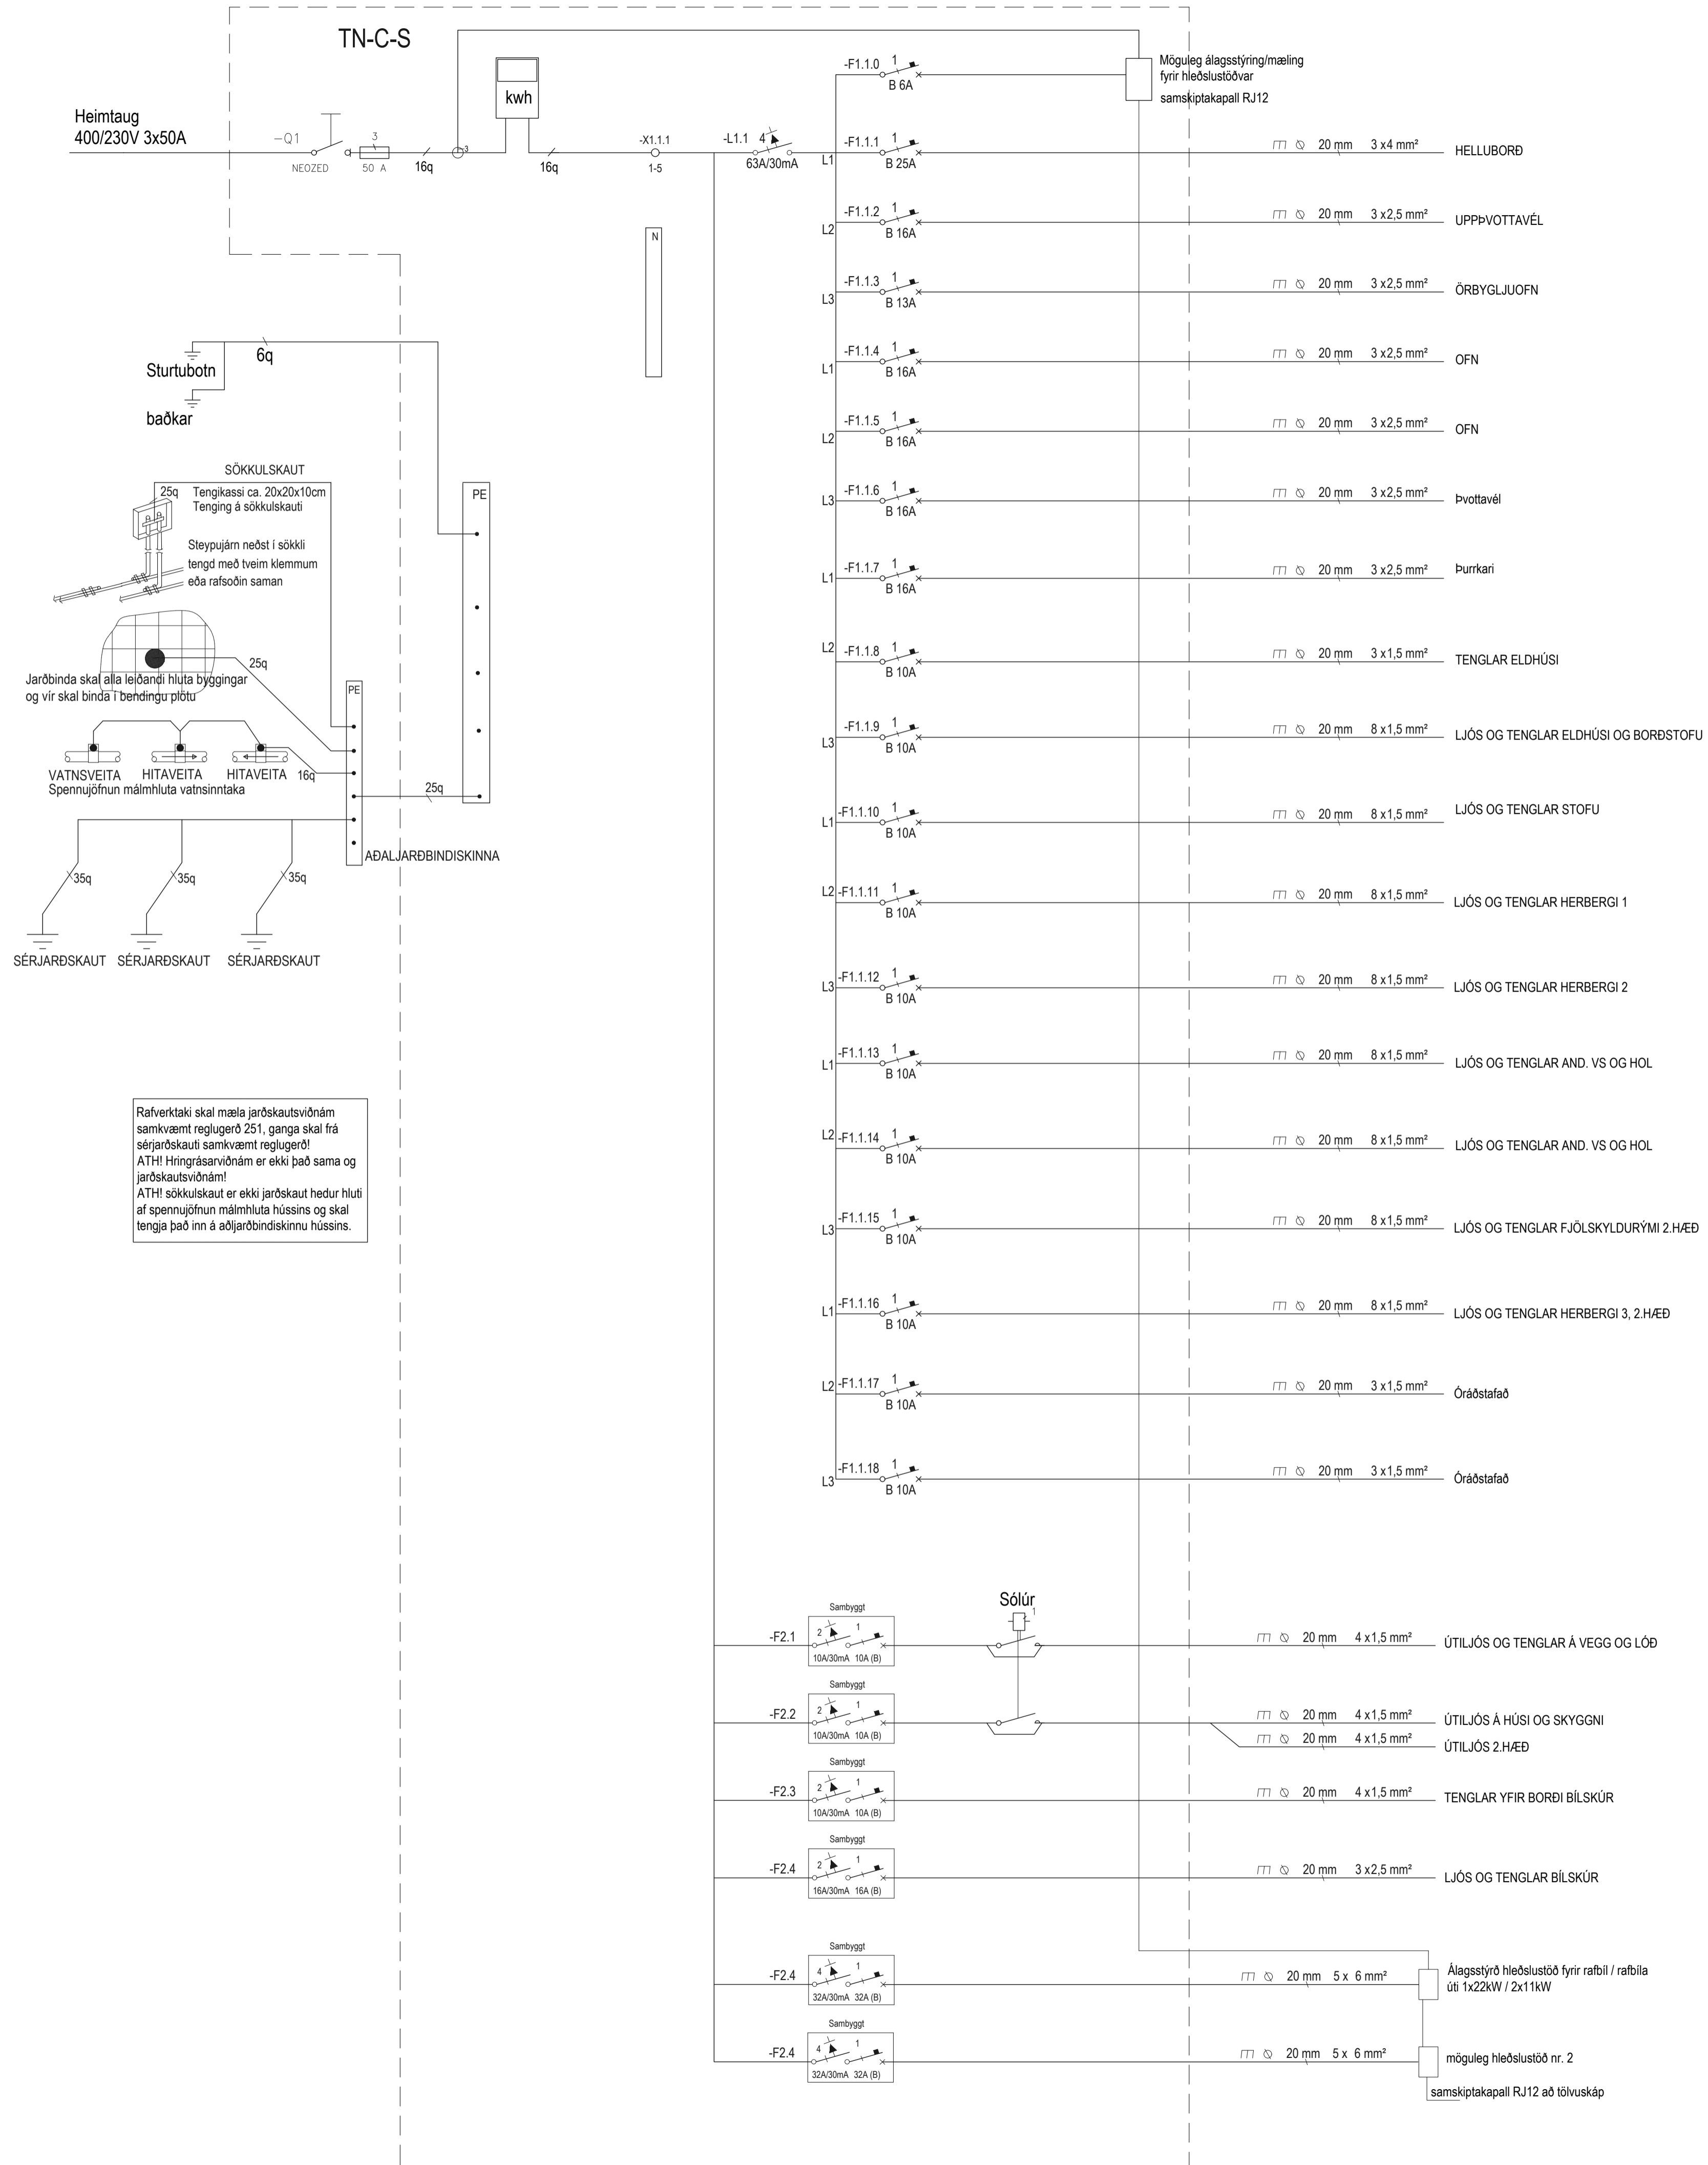 TN-C-S
Heimtaug
400/230V 3x50A
-Q1
NEOZED
3
50 A
16q
3
kwh
16q
-X1.1.1
1-5
-L1.1 4
63A/30mA
N
-F1.1.0 1
B 6A
Möguleg álagsstýring/mæling
fyrir hleðslustöðvar
samskiptakapall RJ12
L1 -F1.1.1 1
B 25A
20 mm 3 x4 mm²
HELLUBORÐ
L2 -F1.1.2 1
B 16A
20 mm 3 x2,5 mm²
UPPÞVOTTAVÉL
L3 -F1.1.3 1
B 13A
20 mm 3 x2,5 mm²
ÖRBYGLJUOFN
L1 -F1.1.4 1
B 16A
20 mm 3 x2,5 mm²
OFN
L2 -F1.1.5 1
B 16A
20 mm 3 x2,5 mm²
OFN
L3 -F1.1.6 1
B 16A
20 mm 3 x2,5 mm²
Þvottavél
L1 -F1.1.7 1
B 16A
20 mm 3 x2,5 mm²
Þurrkari
L2 -F1.1.8 1
B 10A
20 mm 3 x1,5 mm²
TENGLAR ELDHÚSI
L3 -F1.1.9 1
B 10A
20 mm 8 x1,5 mm²
LJÓS OG TENGLAR ELDHÚSI OG BORÐSTOFU
L1 -F1.1.10 1
B 10A
20 mm 8 x1,5 mm²
LJÓS OG TENGLAR STOFU
L2 -F1.1.11 1
B 10A
20 mm 8 x1,5 mm²
LJÓS OG TENGLAR HERBERGI 1
L3 -F1.1.12 1
B 10A
20 mm 8 x1,5 mm²
LJÓS OG TENGLAR HERBERGI 2
L1 -F1.1.13 1
B 10A
20 mm 8 x1,5 mm²
LJÓS OG TENGLAR AND. VS OG HOL
L2 -F1.1.14 1
B 10A
20 mm 8 x1,5 mm²
LJÓS OG TENGLAR AND. VS OG HOL
L3 -F1.1.15 1
B 10A
20 mm 8 x1,5 mm²
LJÓS OG TENGLAR FJÖLSKYLDURÝMI 2.HÆÐ
L1 -F1.1.16 1
B 10A
20 mm 8 x1,5 mm²
LJÓS OG TENGLAR HERBERGI 3, 2.HÆÐ
L2 -F1.1.17 1
B 10A
20 mm 3 x1,5 mm²
Óráðstafað
L3 -F1.1.18 1
B 10A
20 mm 3 x1,5 mm²
Óráðstafað
Sturtubotn
6q
baðkar
SÖKKULSKAUT
25q
Tengikassi ca. 20x20x10cm
Tenging á sökkulskauti
Steypujárn neðst í sökkli
tengd með tveim klemmum
eða rafsoðin saman
PE
25q
Jarðbinda skal alla leiðandi hluta byggingar
og vír skal binda í bendingu plötu
PE
VATNSVEITA HITAVEITA HITAVEITA 16q
Spennujöfnun málmhluta vatnsinntaka
25q
AÐALJARÐBINDISKINNA
35q 35q 35q
SÉRJARÐSKAUT SÉRJARÐSKAUT SÉRJARÐSKAUT
Rafverktaki skal mæla jarðskautsviðnám
samkvæmt reglugerð 251, ganga skal frá
sérjarðskauti samkvæmt reglugerð!
ATH! Hringrásarviðnám er ekki það sama og
jarðskautsviðnám!
ATH! sökkulskaut er ekki jarðskaut hedur hluti
af spennujöfnun málmhluta hússins og skal
tengja það inn á aðljarðbindiskinnu hússins.
Sólúr
1
Sambyggt
-F2.1
2 1
10A/30mA 10A (B)
20 mm 4 x1,5 mm²
ÚTILJÓS OG TENGLAR Á VEGG OG LÓÐ
Sambyggt
-F2.2
2 1
10A/30mA 10A (B)
20 mm 4 x1,5 mm²
ÚTILJÓS Á HÚSI OG SKYGGNI
20 mm 4 x1,5 mm²
ÚTILJÓS 2.HÆÐ
Sambyggt
-F2.3
2 1
10A/30mA 10A (B)
20 mm 4 x1,5 mm²
TENGLAR YFIR BORÐI BÍLSKÚR
Sambyggt
-F2.4
2 1
16A/30mA 16A (B)
20 mm 3 x2,5 mm²
LJÓS OG TENGLAR BÍLSKÚR
Sambyggt
-F2.4
4 1
32A/30mA 32A (B)
20 mm 5 x 6 mm²
Álagsstýrð hleðslustöð fyrir rafbíl / rafbíla
úti 1x22kW / 2x11kW
Sambyggt
-F2.4
4 1
32A/30mA 32A (B)
20 mm 5 x 6 mm²
möguleg hleðslustöð nr. 2
samskiptakapall RJ12 að tölvuskáp